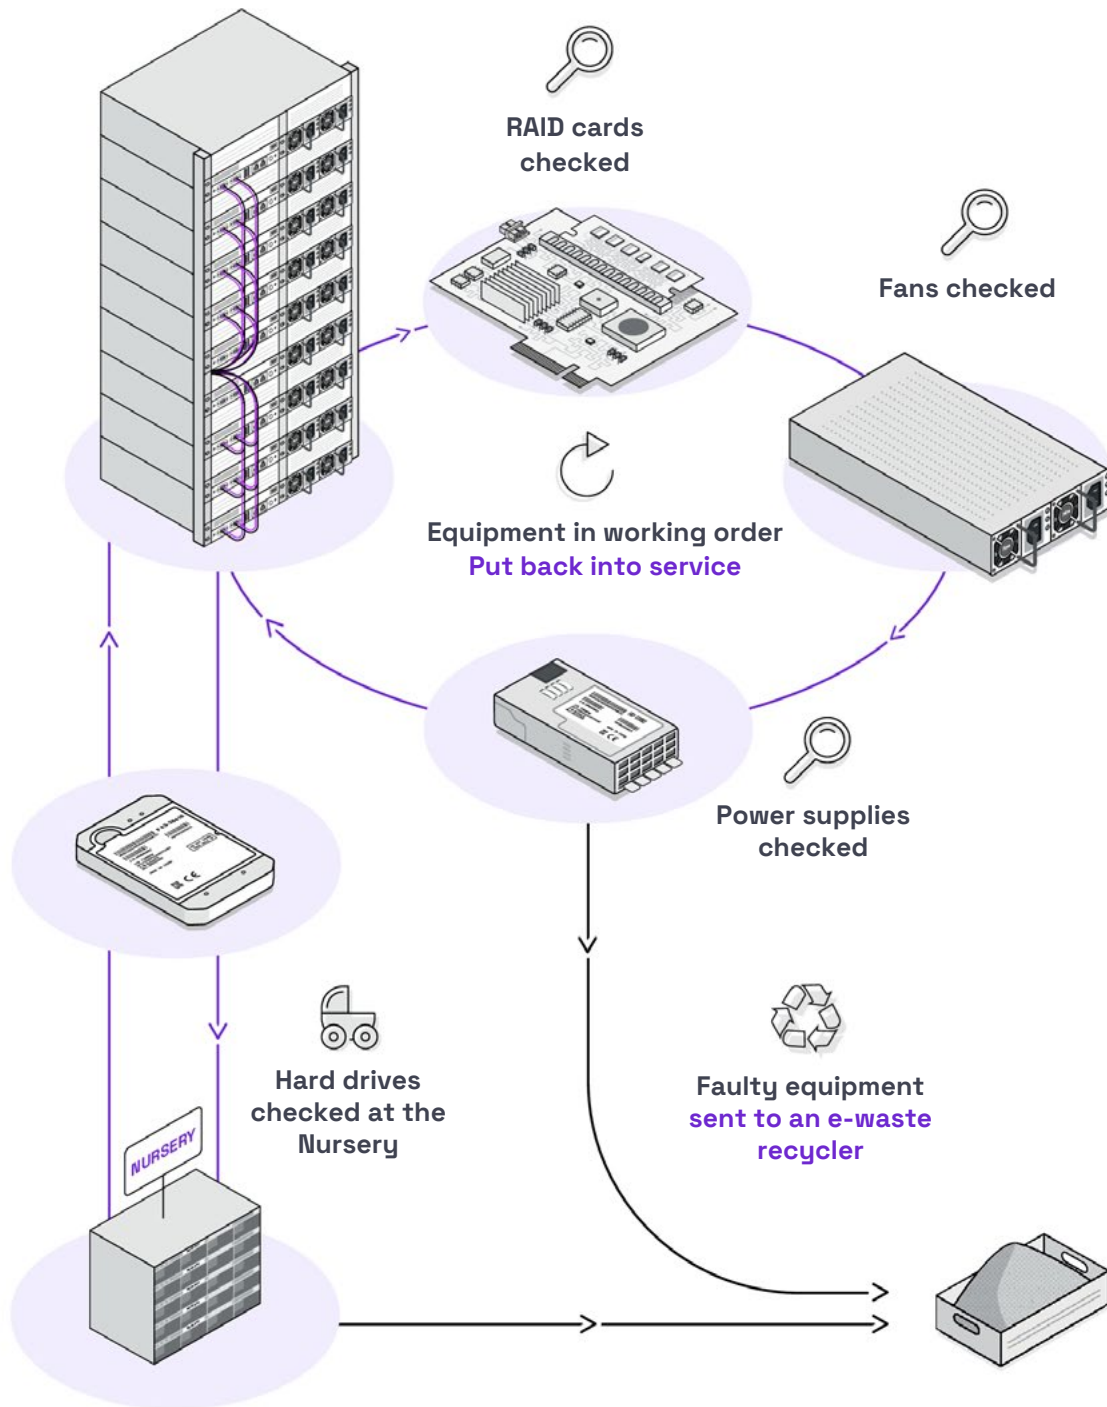 RAID cards
checked
Fans checked
Equipment in working order
Put back into service
Power supplies
checked
Hard drives
checked at the
Nursery
NURSERY
Faulty equipment
sent to an e-waste
recycler